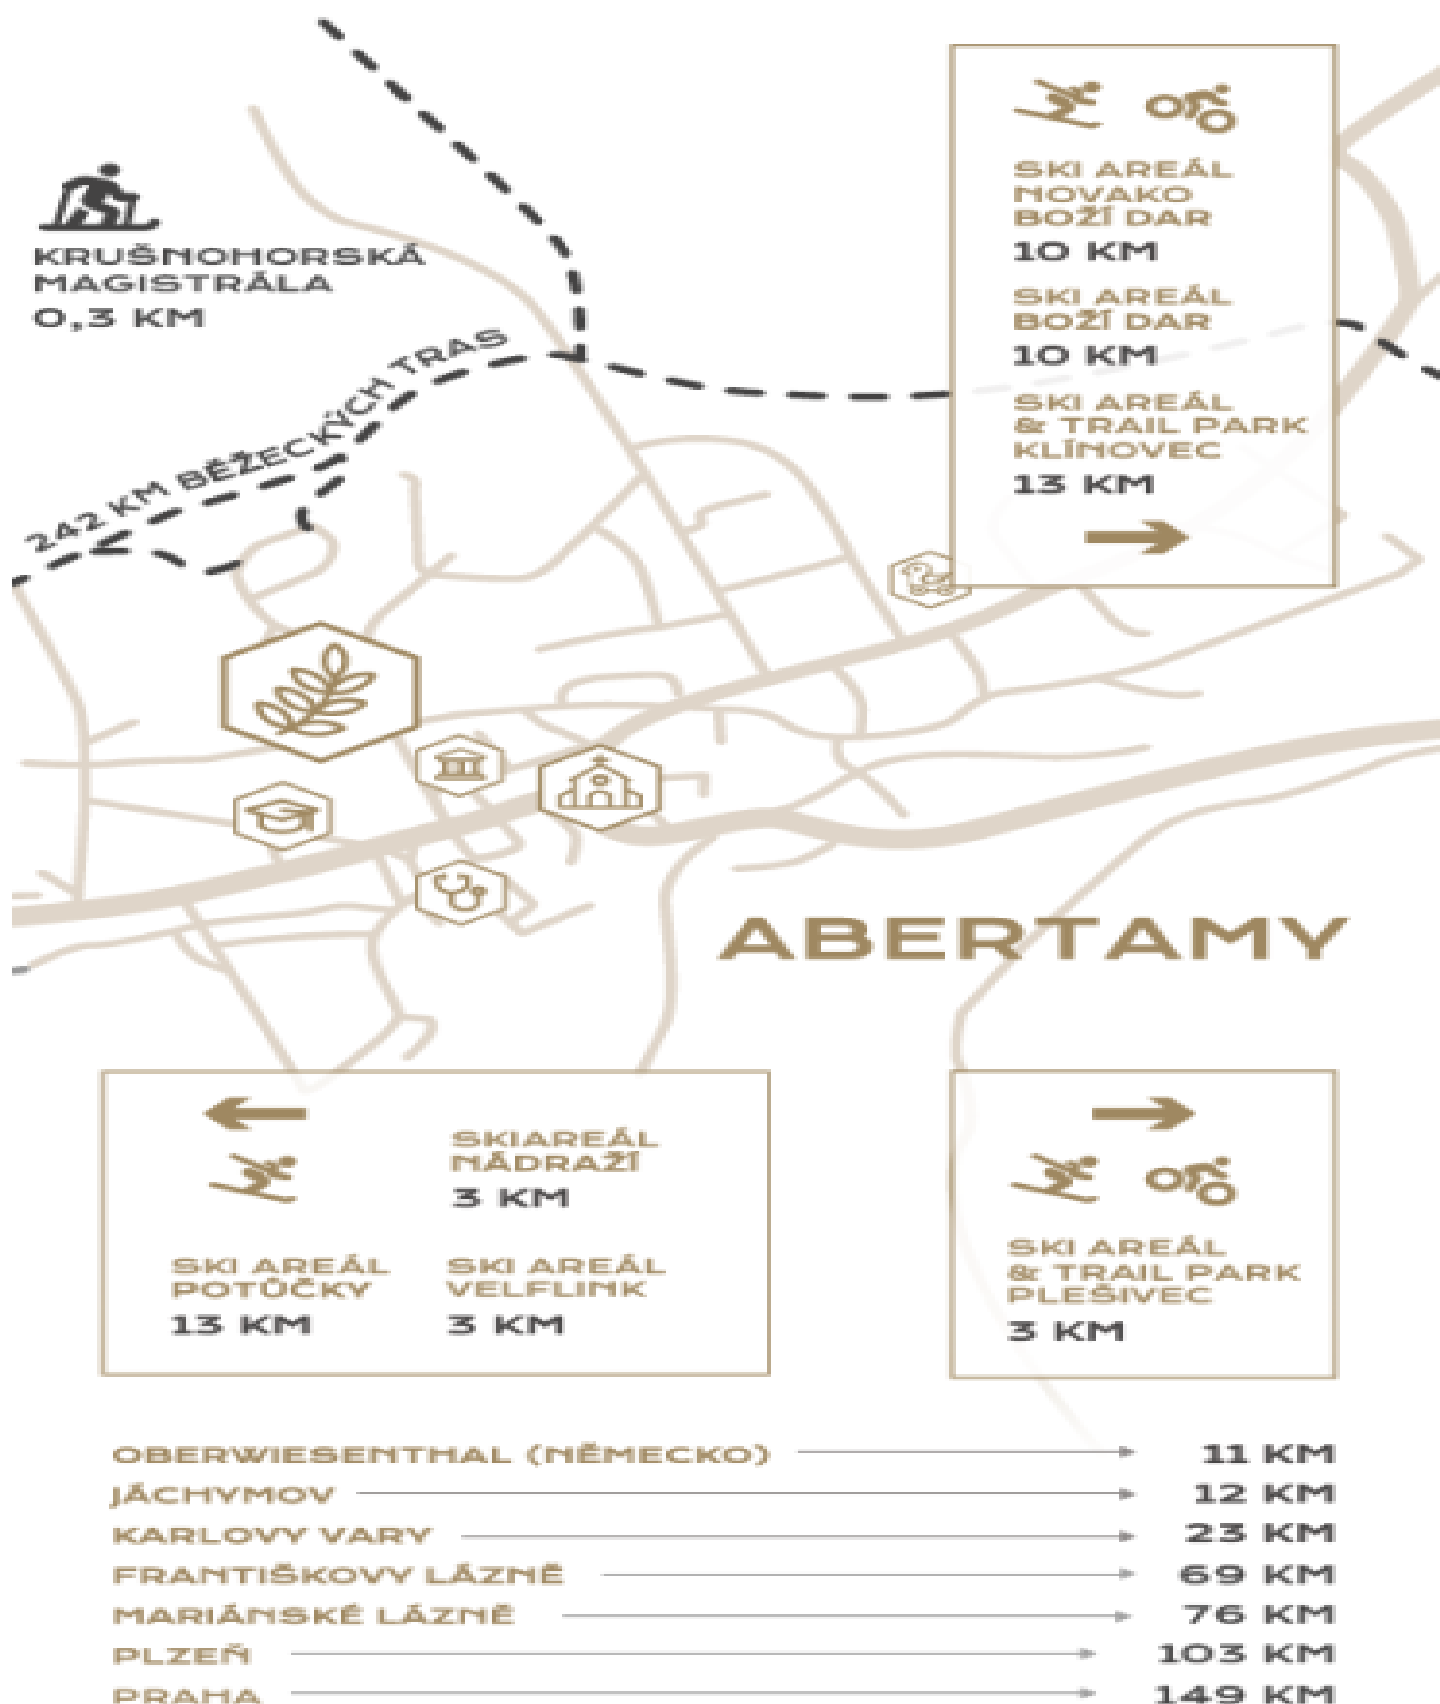 SKI AREÁL
NOVAKO
BOŽÍ DAR
10 KM
SKI AREÁL
BOŽÍ DAR
10 KM
SKI AREÁL
& TRAIL PARK
KLÍNOVEC
13 KM
KRUŠNOHORSKÁ
MAGISTRÁLA
0,3 KM
242 KM BĚŽECKÝCH TRAS
ABERTAMY
SKIAREÁL
NÁDRAŽÍ
3 KM
SKI AREÁL
POTŮČKY
13 KM
SKI AREÁL
VELFLINK
3 KM
SKI AREÁL
& TRAIL PARK
PLEŠIVEC
3 KM
OBERWIESENTHAL (NĚMECKO) 11 KM
JÁCHYMOV 12 KM
KARLOVY VARY 23 KM
FRANTIŠKOVY LÁZNĚ 69 KM
MARIÁNSKÉ LÁZNĚ 76 KM
PLZEŇ 103 KM
PRAHA 149 KM